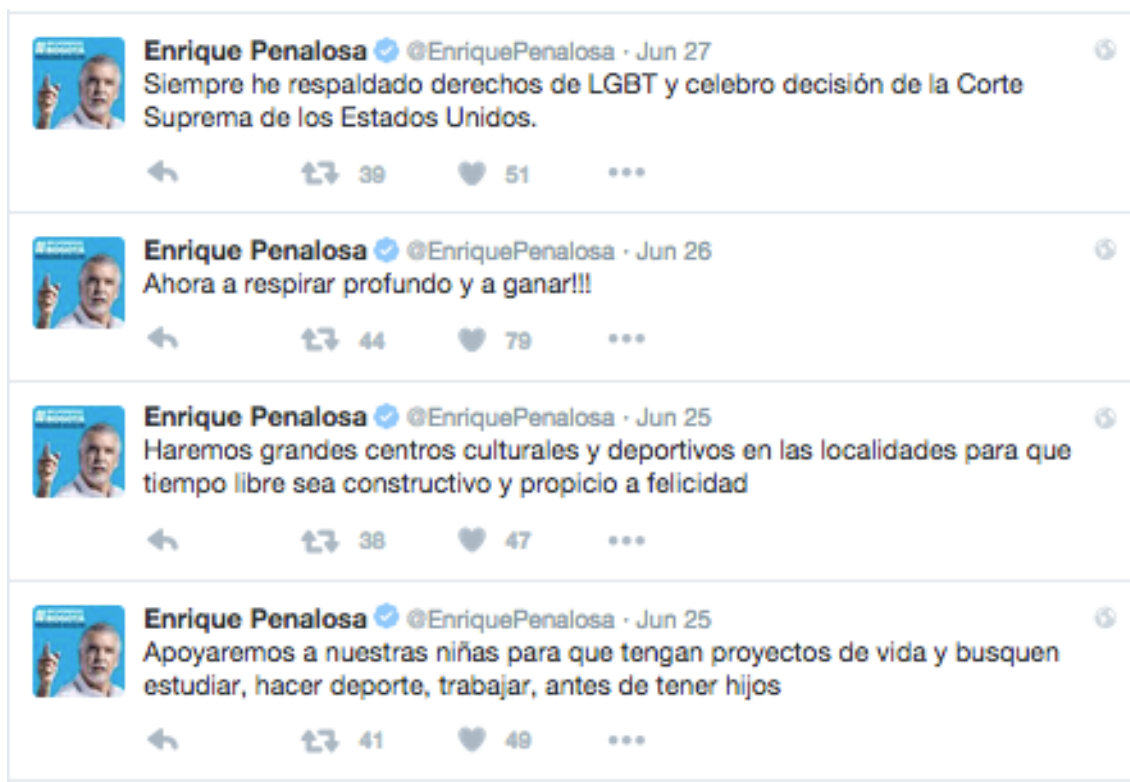 Enrique Penalosa @EnriquePenalosa · Jun 27
Siempre he respaldado derechos de LGBT y celebro decisión de la Corte
Suprema de los Estados Unidos.
39 51
Enrique Penalosa @EnriquePenalosa · Jun 26
Ahora a respirar profundo y a ganar!!!
44 79
Enrique Penalosa @EnriquePenalosa · Jun 25
Haremos grandes centros culturales y deportivos en las localidades para que
tiempo libre sea constructivo y propicio a felicidad
38 47
Enrique Penalosa @EnriquePenalosa · Jun 25
Apoyaremos a nuestras niñas para que tengan proyectos de vida y busquen
estudiar, hacer deporte, trabajar, antes de tener hijos
41 49